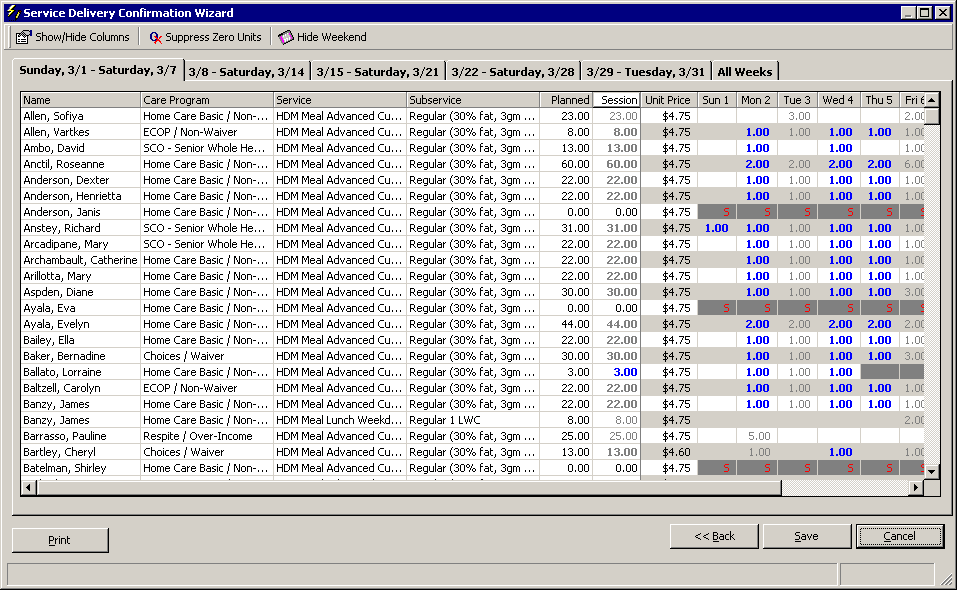 Service Delivery Confirmation Wizard
Show/Hide Columns Suppress Zero Units Hide Weekend
Sunday, 3/1 - Saturday, 3/7 3/8 - Saturday, 3/14 3/15 - Saturday, 3/21 3/22 - Saturday, 3/28 3/29 - Tuesday, 3/31 All Weeks
Name Care Program Service Subservice Planned Session Unit Price Sun 1 Mon 2 Tue 3 Wed 4 Thu 5 Fri
Allen, Sofiya Home Care Basic / Non-... HDM Meal Advanced Cu... Regular (30% fat, 3gm ... 23.00 23.00 $4.75 3.00 2.00
Allen, Vartkes ECOP / Non-Waiver HDM Meal Advanced Cu... Regular (30% fat, 3gm ... 8.00 8.00 $4.75 1.00 1.00 1.00 1.00 1.00
Ambo, David SCO - Senior Whole He... HDM Meal Advanced Cu... Regular (30% fat, 3gm ... 13.00 13.00 $4.75 1.00 1.00 1.00
Anctil, Roseanne Home Care Basic / Non-... HDM Meal Advanced Cu... Regular (30% fat, 3gm ... 60.00 60.00 $4.75 2.00 2.00 2.00 2.00 6.00
Anderson, Dexter Home Care Basic / Non-... HDM Meal Advanced Cu... Regular (30% fat, 3gm ... 22.00 22.00 $4.75 1.00 1.00 1.00 1.00 1.00
Anderson, Henrietta Home Care Basic / Non-... HDM Meal Advanced Cu... Regular (30% fat, 3gm ... 22.00 22.00 $4.75 1.00 1.00 1.00 1.00 1.00
Anderson, Janis Home Care Basic / Non-... HDM Meal Advanced Cu... Regular (30% fat, 3gm ... 0.00 0.00 $4.75 S S S S S S
Anstey, Richard SCO - Senior Whole He... HDM Meal Advanced Cu... Regular (30% fat, 3gm ... 31.00 31.00 $4.75 1.00 1.00 1.00 1.00 1.00 1.00
Arcadipane, Mary SCO - Senior Whole He... HDM Meal Advanced Cu... Regular (30% fat, 3gm ... 22.00 22.00 $4.75 1.00 1.00 1.00 1.00 1.00
Archambault, Catherine Home Care Basic / Non-... HDM Meal Advanced Cu... Regular (30% fat, 3gm ... 22.00 22.00 $4.75 1.00 1.00 1.00 1.00 1.00
Arillotta, Mary Home Care Basic / Non-... HDM Meal Advanced Cu... Regular (30% fat, 3gm ... 22.00 22.00 $4.75 1.00 1.00 1.00 1.00 1.00
Aspden, Diane Home Care Basic / Non-... HDM Meal Advanced Cu... Regular (30% fat, 3gm ... 30.00 30.00 $4.75 1.00 1.00 1.00 1.00 3.00
Ayala, Eva Home Care Basic / Non-... HDM Meal Advanced Cu... Regular (30% fat, 3gm ... 0.00 0.00 $4.75 S S S S S S
Ayala, Evelyn Home Care Basic / Non-... HDM Meal Advanced Cu... Regular (30% fat, 3gm ... 44.00 44.00 $4.75 2.00 2.00 2.00 2.00 2.00
Bailey, Ella Home Care Basic / Non-... HDM Meal Advanced Cu... Regular (30% fat, 3gm ... 22.00 22.00 $4.75 1.00 1.00 1.00 1.00 1.00
Baker, Bernadine Choices / Waiver HDM Meal Advanced Cu... Regular (30% fat, 3gm ... 30.00 30.00 $4.75 1.00 1.00 1.00 1.00 3.00
Ballato, Lorraine Home Care Basic / Non-... HDM Meal Advanced Cu... Regular (30% fat, 3gm ... 3.00 3.00 $4.75 1.00 1.00 1.00
Baltzell, Carolyn ECOP / Non-Waiver HDM Meal Advanced Cu... Regular (30% fat, 3gm ... 22.00 22.00 $4.75 1.00 1.00 1.00 1.00 1.00
Banzy, James Home Care Basic / Non-... HDM Meal Advanced Cu... Regular (30% fat, 3gm ... 22.00 22.00 $4.75 1.00 1.00 1.00 1.00 1.00
Banzy, James Home Care Basic / Non-... HDM Meal Lunch Weekd... Regular 1 LWC 8.00 8.00 $4.75 2.00
Barrasso, Pauline Respite / Over-Income HDM Meal Advanced Cu... Regular (30% fat, 3gm ... 25.00 25.00 $4.75 5.00
Bartley, Cheryl Choices / Waiver HDM Meal Advanced Cu... Regular (30% fat, 3gm ... 13.00 13.00 $4.60 1.00 1.00 1.00
Batelman, Shirley Home Care Basic / Non-... HDM Meal Advanced Cu... Regular (30% fat, 3gm ... 0.00 0.00 $4.75 S S S S S S
Print << Back Save Cancel